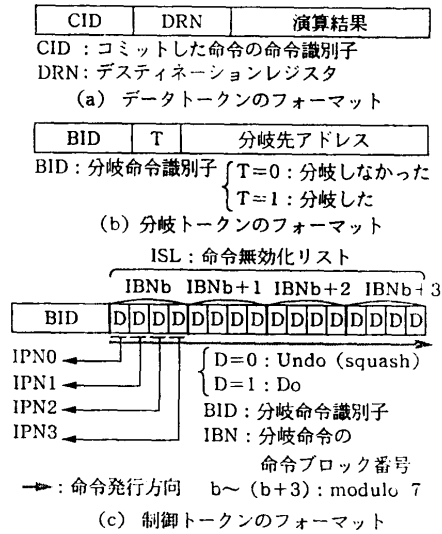 CID DRN 演算結果
CID：コミットした命令の命令識別子
DRN：デスティネーションレジスタ
(a) データトークンのフォーマット
BID T 分岐先アドレス
BID：分岐命令識別子
T=0：分岐しなかった
T=1：分岐した
(b) 分岐トークンのフォーマット
ISL：命令無効化リスト
IBNb IBNb+1 IBNb+2 IBNb+3
BID D D D D D D D D D D D D D D D D
IPN0
IPN1
IPN2
IPN3
D=0：Undo (squash)
D=1：Do
BID：分岐命令識別子
IBN：分岐命令の
命令ブロック番号
：命令発行方向 b〜 (b+3)：modulo 7
(c) 制御トークンのフォーマット